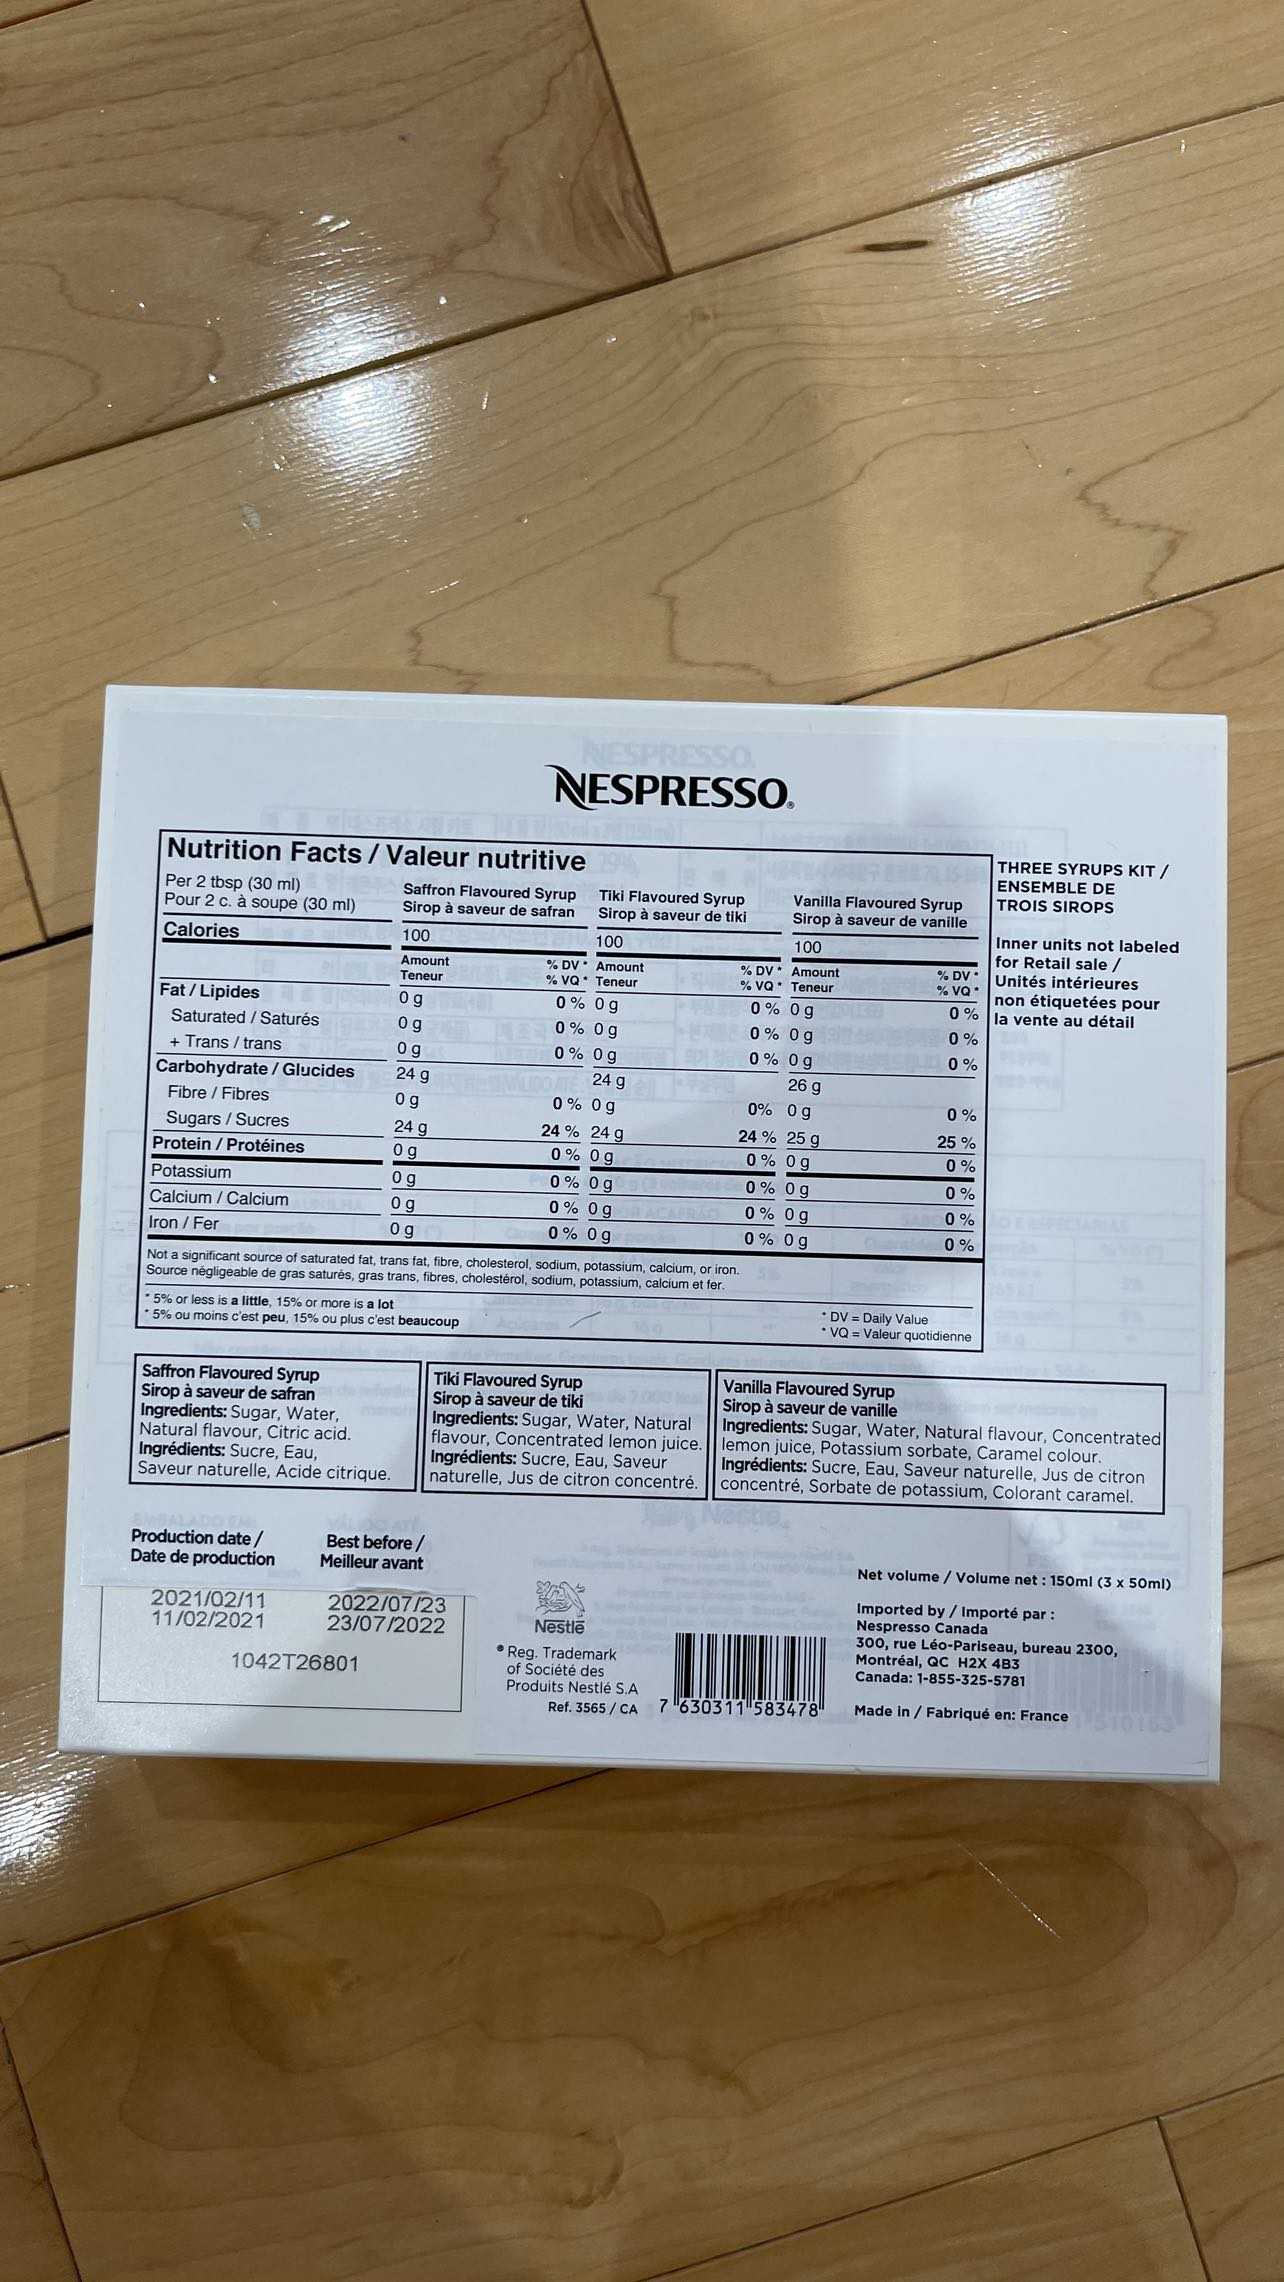 NESPRESSO.
Nutrition Facts / Valeur nutritive
Per 2 tbsp (30 ml)
Pour 2 c. à soupe (30 ml)
Saffron Flavoured Syrup
Sirop à saveur de safran
Tiki Flavoured Syrup
Sirop à saveur de tiki
Vanilla Flavoured Syrup
Sirop à saveur de vanille
Calories 100 100 100
Amount % DV * Amount % DV * Amount % DV *
Teneur % VQ * Teneur % VQ * Teneur % VQ *
Fat / Lipides 0 g 0 % 0 g 0 % 0 g 0 %
Saturated / Saturés 0 g 0 % 0 g 0 % 0 g 0 %
+ Trans / trans 0 g 0 % 0 g 0 % 0 g 0 %
Carbohydrate / Glucides 24 g 24 g 26 g
Fibre / Fibres 0 g 0 % 0 g 0% 0 g 0 %
Sugars / Sucres 24 g 24 % 24 g 24 % 25 g 25 %
Protein / Protéines 0 g 0 % 0 g 0 % 0 g 0 %
Potassium 0 g 0 % 0 g 0 % 0 g 0 %
Calcium / Calcium 0 g 0 % 0 g 0 % 0 g 0 %
Iron / Fer 0 g 0 % 0 g 0 % 0 g 0 %
Not a significant source of saturated fat, trans fat, fibre, cholesterol, sodium, potassium, calcium, or iron.
Source négligeable de gras saturés, gras trans, fibres, cholestérol, sodium, potassium, calcium et fer.
* 5% or less is a little, 15% or more is a lot
* 5% ou moins c'est peu, 15% ou plus c'est beaucoup
* DV = Daily Value
* VQ = Valeur quotidienne
THREE SYRUPS KIT /
ENSEMBLE DE
TROIS SIROPS
Inner units not labeled
for Retail sale /
Unités intérieures
non étiquetées pour
la vente au détail
Saffron Flavoured Syrup
Sirop à saveur de safran
Ingredients: Sugar, Water,
Natural flavour, Citric acid.
Ingrédients: Sucre, Eau,
Saveur naturelle, Acide citrique.
Tiki Flavoured Syrup
Sirop à saveur de tiki
Ingredients: Sugar, Water, Natural
flavour, Concentrated lemon juice.
Ingrédients: Sucre, Eau, Saveur
naturelle, Jus de citron concentré.
Vanilla Flavoured Syrup
Sirop à saveur de vanille
Ingredients: Sugar, Water, Natural flavour, Concentrated
lemon juice, Potassium sorbate, Caramel colour.
Ingrédients: Sucre, Eau, Saveur naturelle, Jus de citron
concentré, Sorbate de potassium, Colorant caramel.
Production date /
Date de production
Best before /
Meilleur avant
2021/02/11 2022/07/23
11/02/2021 23/07/2022
1042T26801
Nestlé
® Reg. Trademark
of Société des
Produits Nestlé S.A
Ref. 3565 / CA
7 630311 583478
Net volume / Volume net : 150ml (3 x 50ml)
Imported by / Importé par :
Nespresso Canada
300, rue Léo-Pariseau, bureau 2300,
Montréal, QC H2X 4B3
Canada: 1-855-325-5781
Made in / Fabriqué en: France